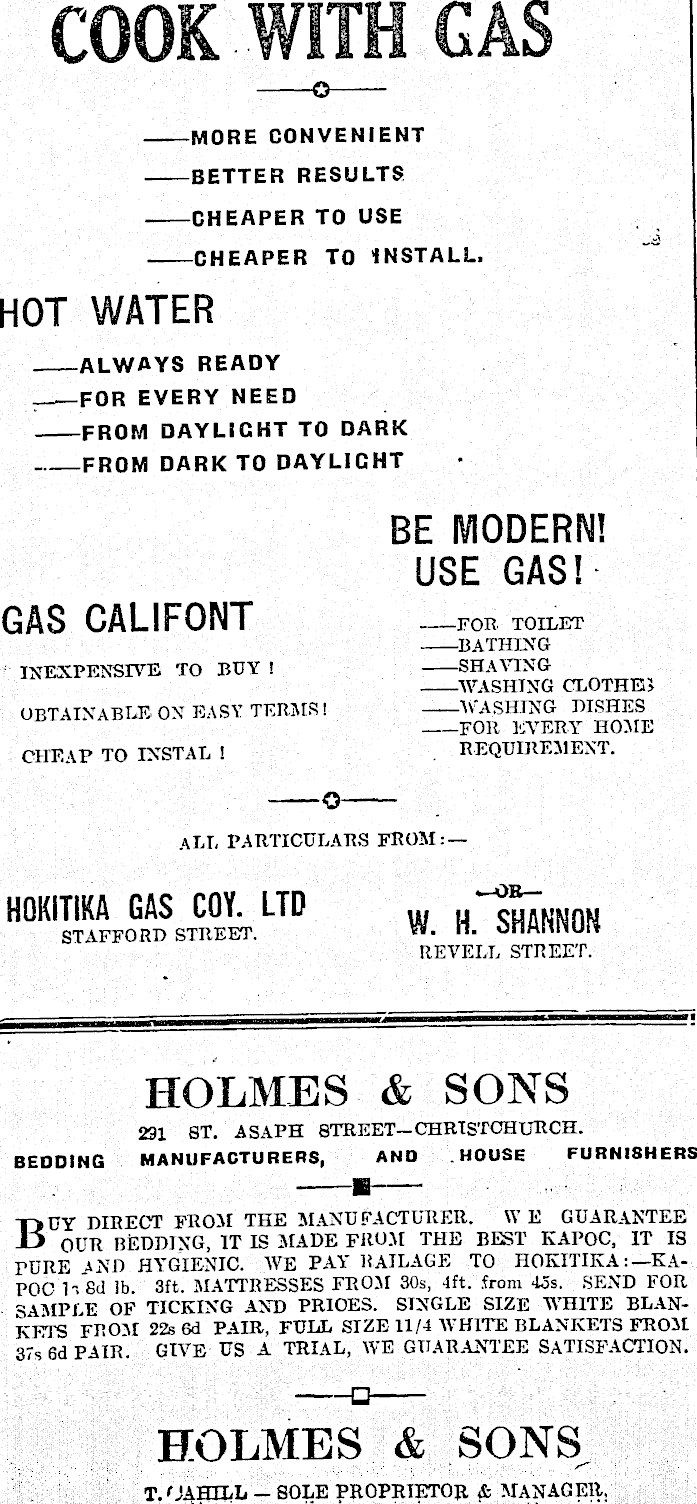 COOK WITH GAS
——MORE CONVENIENT
——BETTER RESULTS
——CHEAPER TO USE
——CHEAPER TO INSTALL.
HOT WATER
——ALWAYS READY
——FOR EVERY NEED
——FROM DAYLIGHT TO DARK
——FROM DARK TO DAYLIGHT
BE MODERN!
USE GAS!
GAS CALIFONT
INEXPENSIVE TO BUY !
OBTAINABLE ON EASY TERMS!
CHEAP TO INSTAL !
——FOR TOILET
——BATHING
——SHAVING
——WASHING CLOTHES
——WASHING DISHES
——FOR EVERY HOME
REQUIREMENT.
ALL PARTICULARS FROM:—
HOKITIKA GAS COY. LTD
STAFFORD STREET.
—OR—
W. H. SHANNON
REVELL STREET.
HOLMES & SONS
291 ST. ASAPH STREET—CHRISTCHURCH.
BEDDING MANUFACTURERS, AND HOUSE FURNISHERS
BUY DIRECT FROM THE MANUFACTURER. WE GUARANTEE
OUR BEDDING, IT IS MADE FROM THE BEST KAPOC, IT IS
PURE AND HYGIENIC. WE PAY RAILAGE TO HOKITIKA:—KA-
POC 1s 8d lb. 3ft. MATTRESSES FROM 30s, 4ft. from 45s. SEND FOR
SAMPLE OF TICKING AND PRICES. SINGLE SIZE WHITE BLAN-
KETS FROM 22s 6d PAIR, FULL SIZE 11/4 WHITE BLANKETS FROM
37s 6d PAIR. GIVE US A TRIAL, WE GUARANTEE SATISFACTION.
HOLMES & SONS
T. CAHILL — SOLE PROPRIETOR & MANAGER,